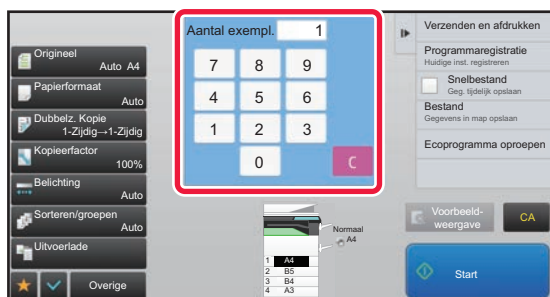 Aantal exempl. 1
7 8 9
4 5 6
1 2 3
0 C
Origineel
Auto A4
Papierformaat
Auto
Dubbelz. Kopie
1-Zijdig→1-Zijdig
Kopieerfactor
100%
Belichting
Auto
Sorteren/groepen
Auto
Uitvoerlade
Overige
Normaal
A4
1 A4
2 B5
3 B4
4 A3
Verzenden en afdrukken
Programmaregistratie
Huidige inst. registreren
Snelbestand
Geg. tijdelijk opslaan
Bestand
Gegevens in map opslaan
Ecoprogramma oproepen
Voorbeeld-
weergave
CA
Start